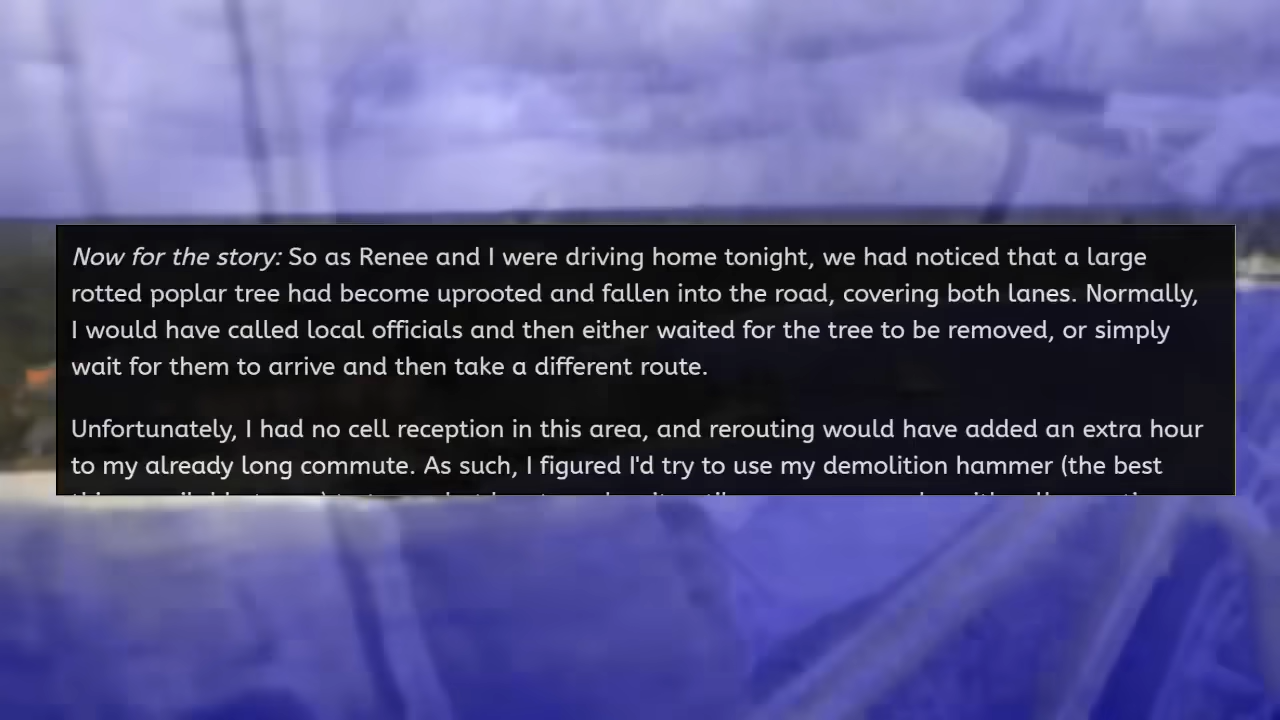 Now for the story: So as Renee and I were driving home tonight, we had noticed that a large
rotted poplar tree had become uprooted and fallen into the road, covering both lanes. Normally,
I would have called local officials and then either waited for the tree to be removed, or simply
wait for them to arrive and then take a different route.
Unfortunately, I had no cell reception in this area, and rerouting would have added an extra hour
to my already long commute. As such, I figured I'd try to use my demolition hammer (the best